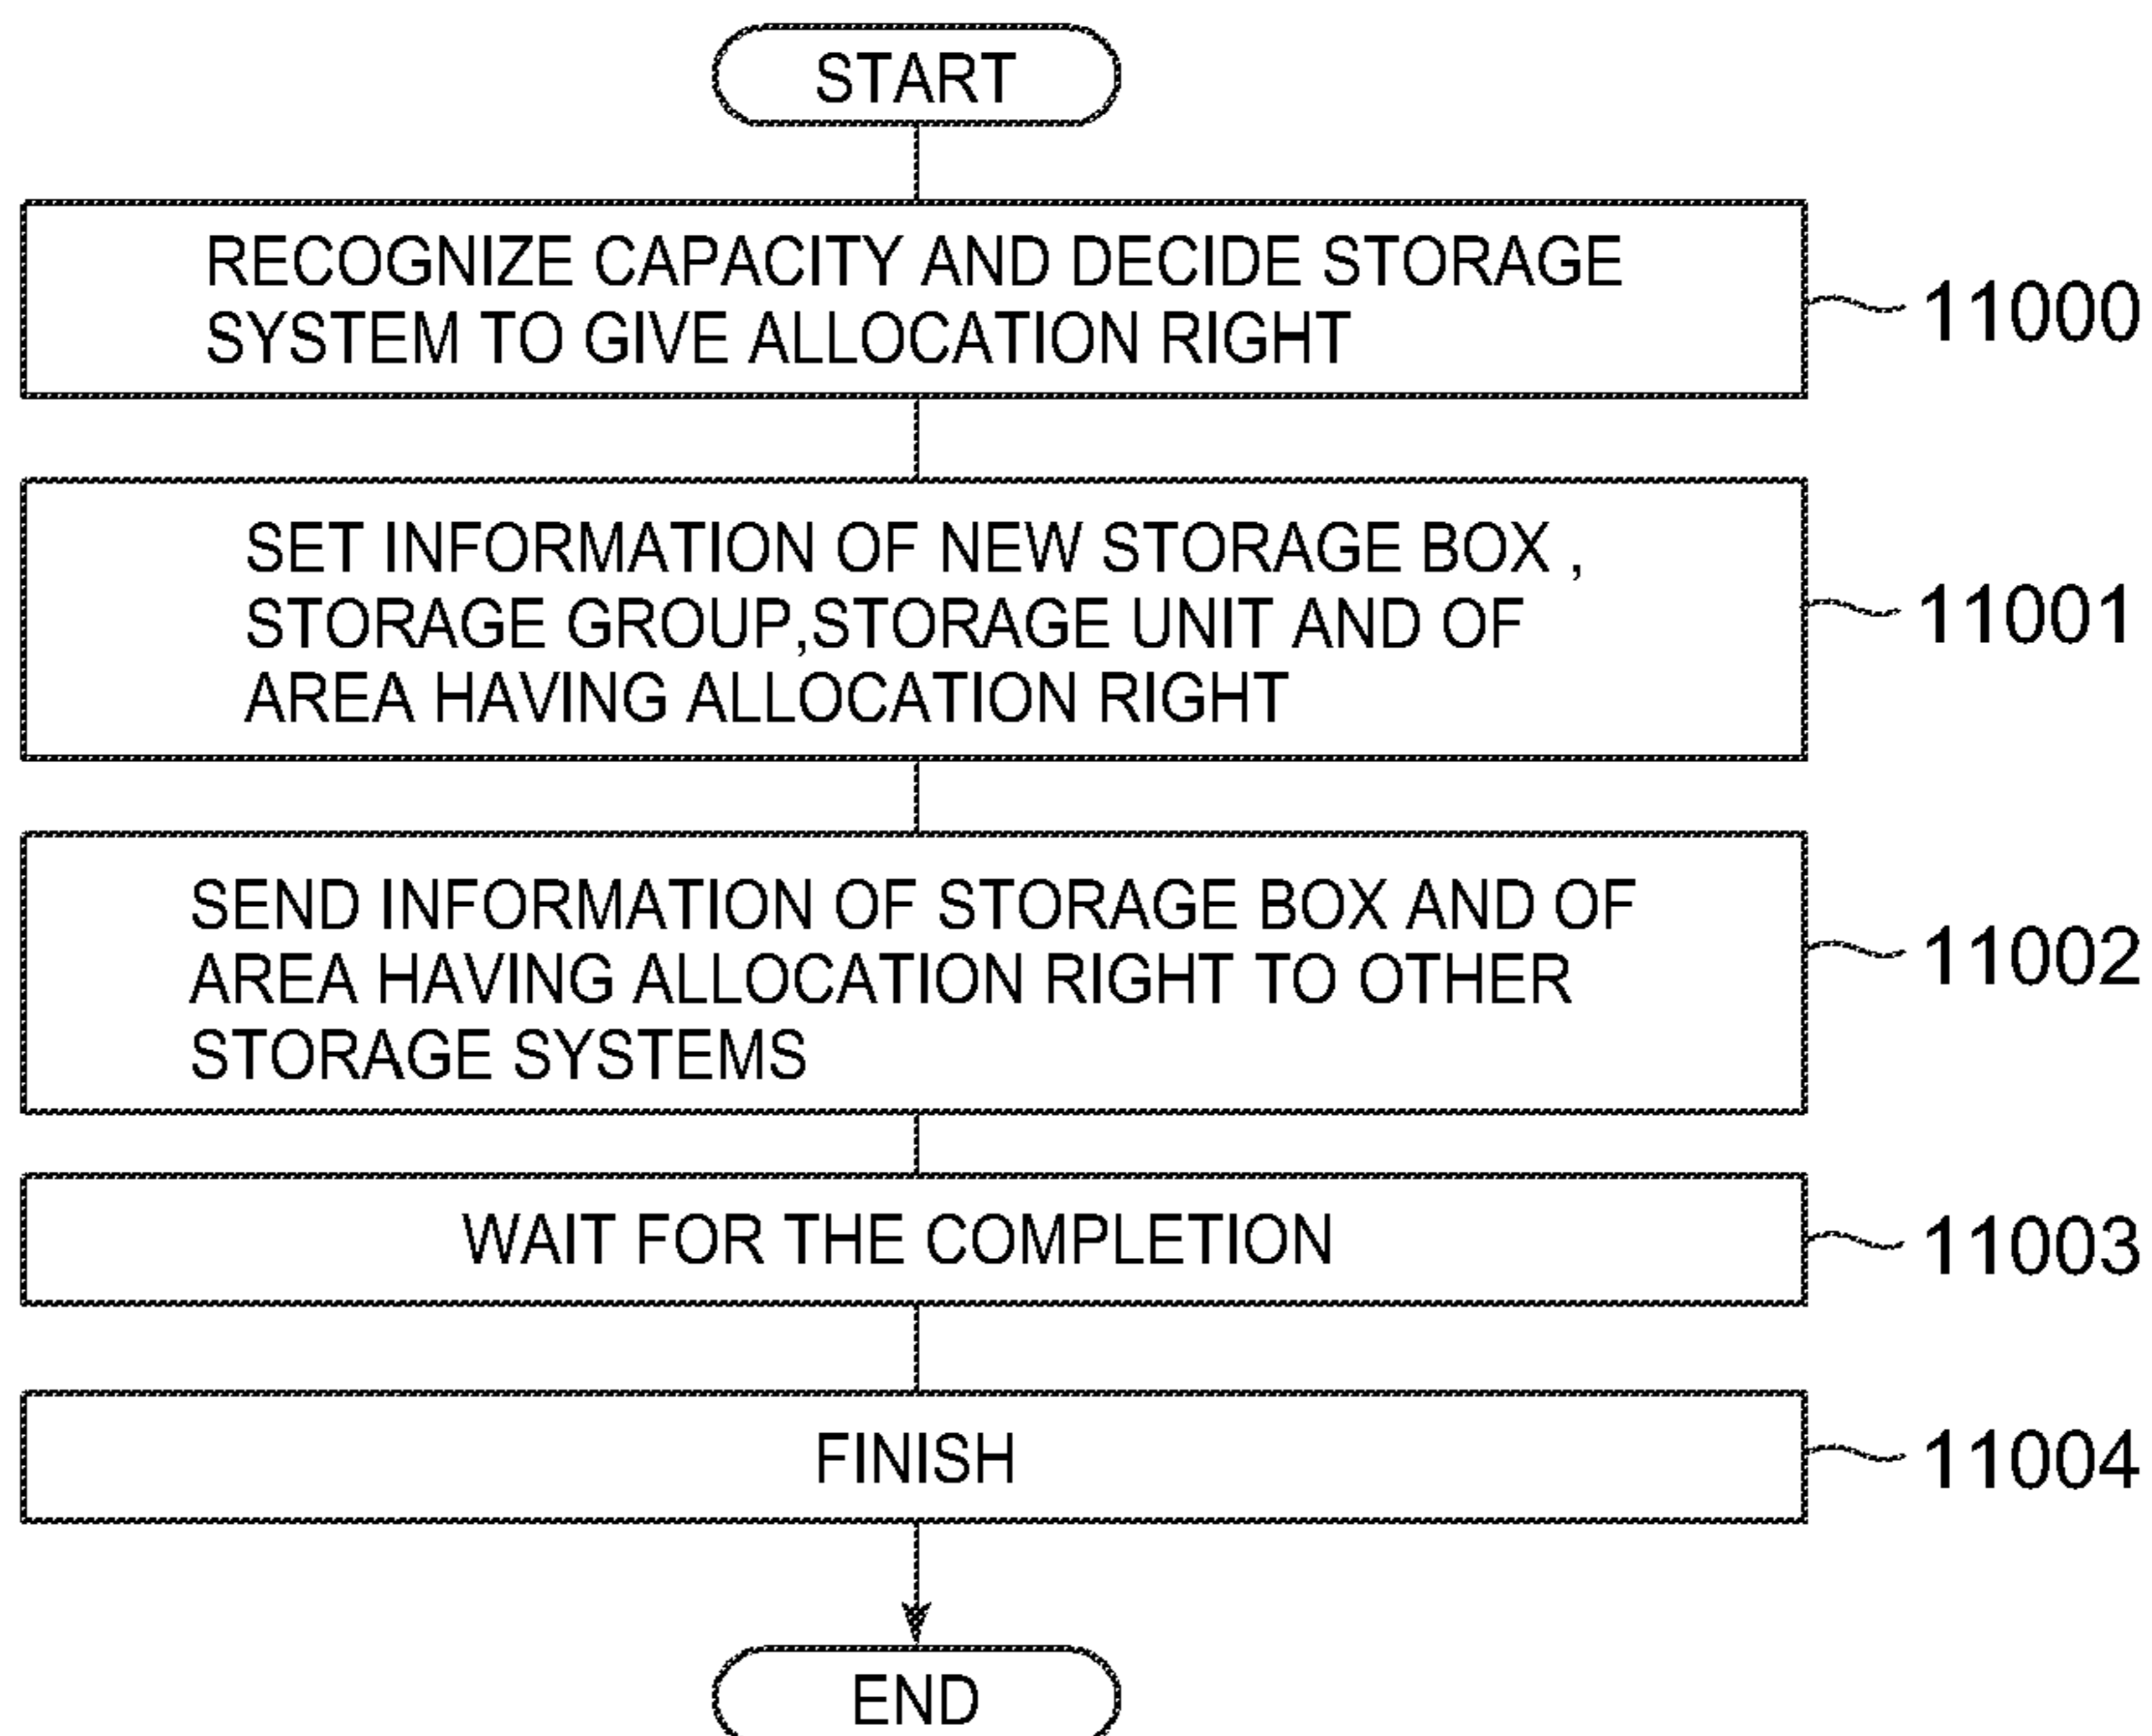 START
RECOGNIZE CAPACITY AND DECIDE STORAGE
SYSTEM TO GIVE ALLOCATION RIGHT
11000
SET INFORMATION OF NEW STORAGE BOX ,
STORAGE GROUP,STORAGE UNIT AND OF
AREA HAVING ALLOCATION RIGHT
11001
SEND INFORMATION OF STORAGE BOX AND OF
AREA HAVING ALLOCATION RIGHT TO OTHER
STORAGE SYSTEMS
11002
WAIT FOR THE COMPLETION
11003
FINISH
11004
END